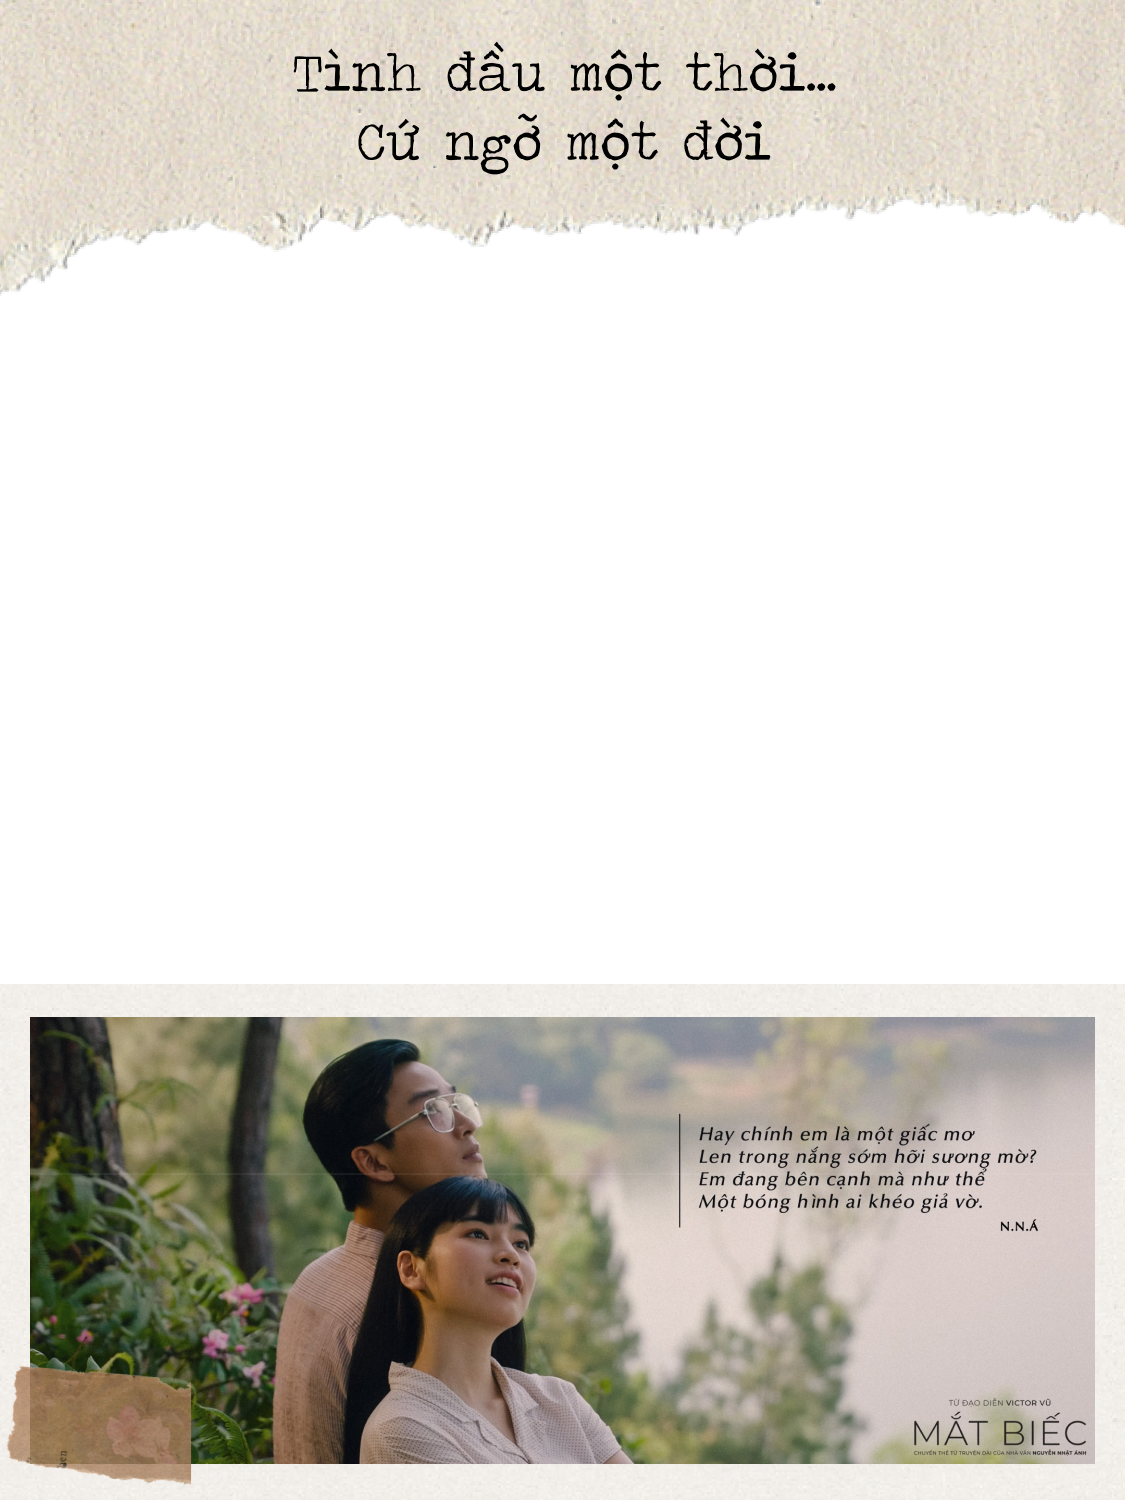 Tình đầu một thời...
Cứ ngỡ một đời
Hay chính em là một giấc mơ
Len trong nắng sớm hỡi sương mờ?
Em đang bên cạnh mà như thể
Một bóng hình ai khéo giả vờ.
N.N.Á
TỪ ĐẠO DIỄN VICTOR VŨ
MẮT BIẾC
CHUYỂN THỂ TỪ TRUYỆN DÀI CỦA NHÀ VĂN NGUYỄN NHẬT ÁNH